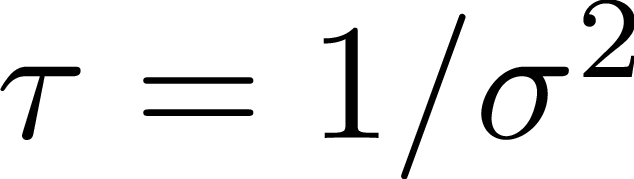 τ = 1/σ²